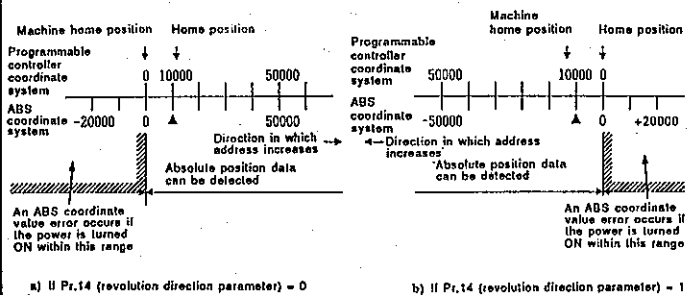 Machine home position
Home position
Programmable
controller
coordinate
system
0 10000
50000
ABS
coordinate
system
-20000
0
50000
Direction in which
address increases
Absolute position data
can be detected
An ABS coordinate
value error occurs if
the power is turned
ON within this range
a) If Pr.14 (revolution direction parameter) = 0
Machine
home position
Home position
Programmable
controller
coordinate
system
50000
10000 0
ABS
coordinate
system
-50000
0
+20000
Direction in which address
increases
Absolute position data
can be detected
An ABS coordinate
value error occurs if
the power is turned
ON within this range
b) If Pr.14 (revolution direction parameter) = 1